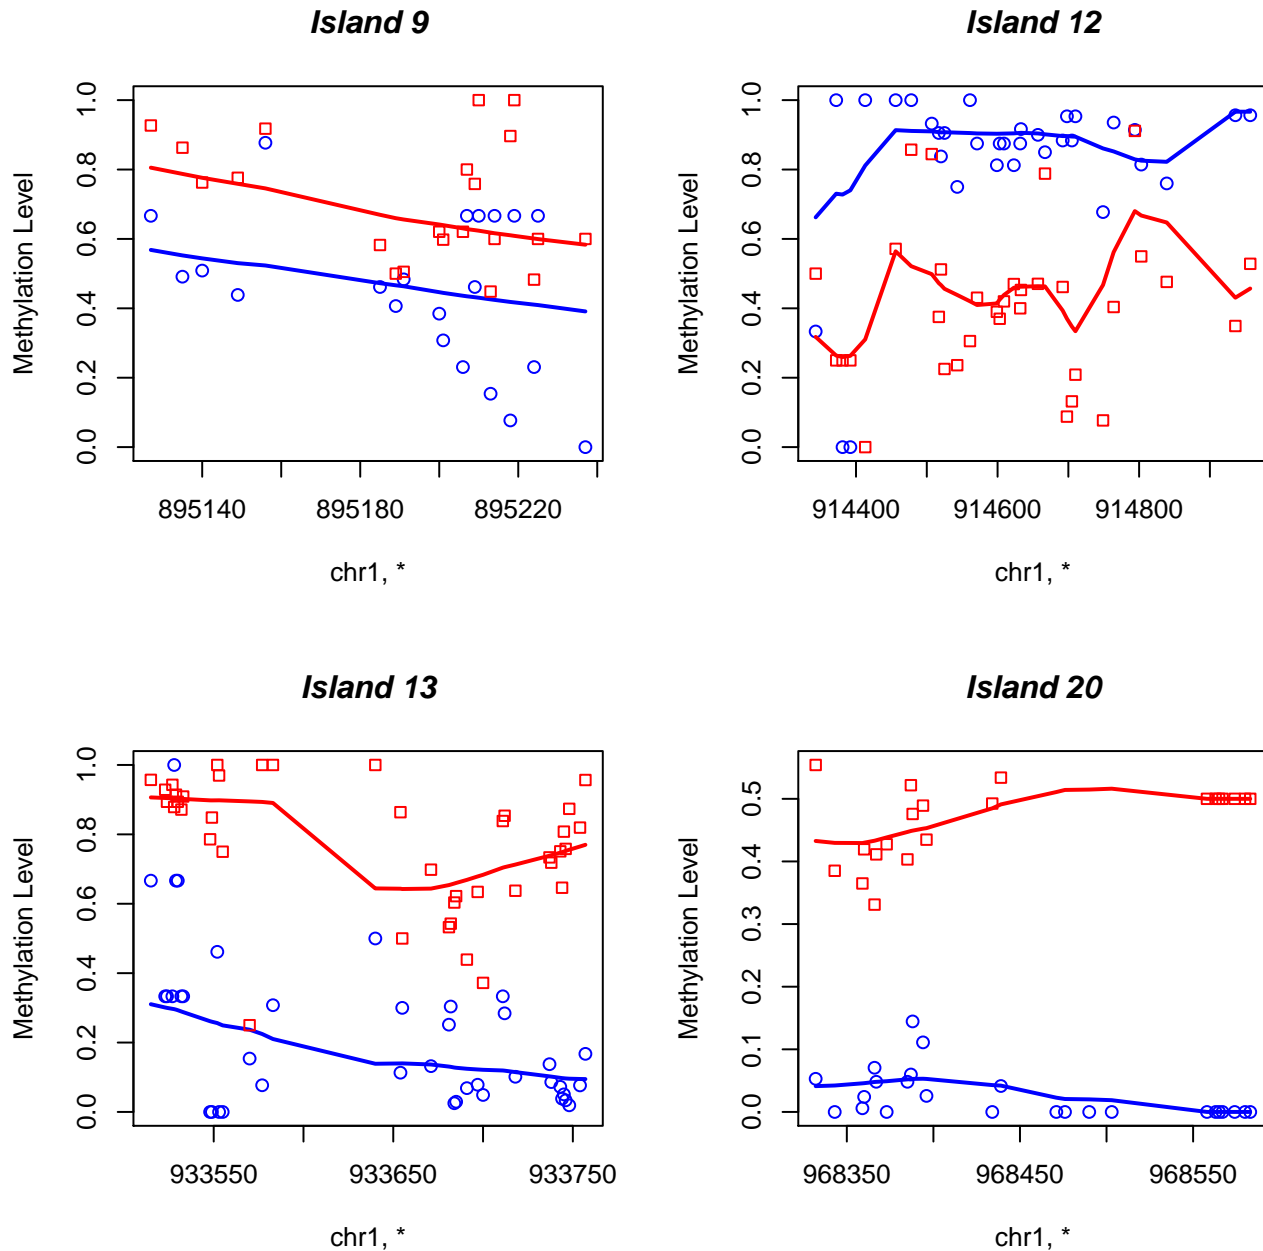 Island 9
Methylation Level
0.0 0.2 0.4 0.6 0.8 1.0
895140 895180 895220
chr1, *
Island 12
Methylation Level
0.0 0.2 0.4 0.6 0.8 1.0
914400 914600 914800
chr1, *
Island 13
Methylation Level
0.0 0.2 0.4 0.6 0.8 1.0
933550 933650 933750
chr1, *
Island 20
Methylation Level
0.0 0.1 0.2 0.3 0.4 0.5
968350 968450 968550
chr1, *